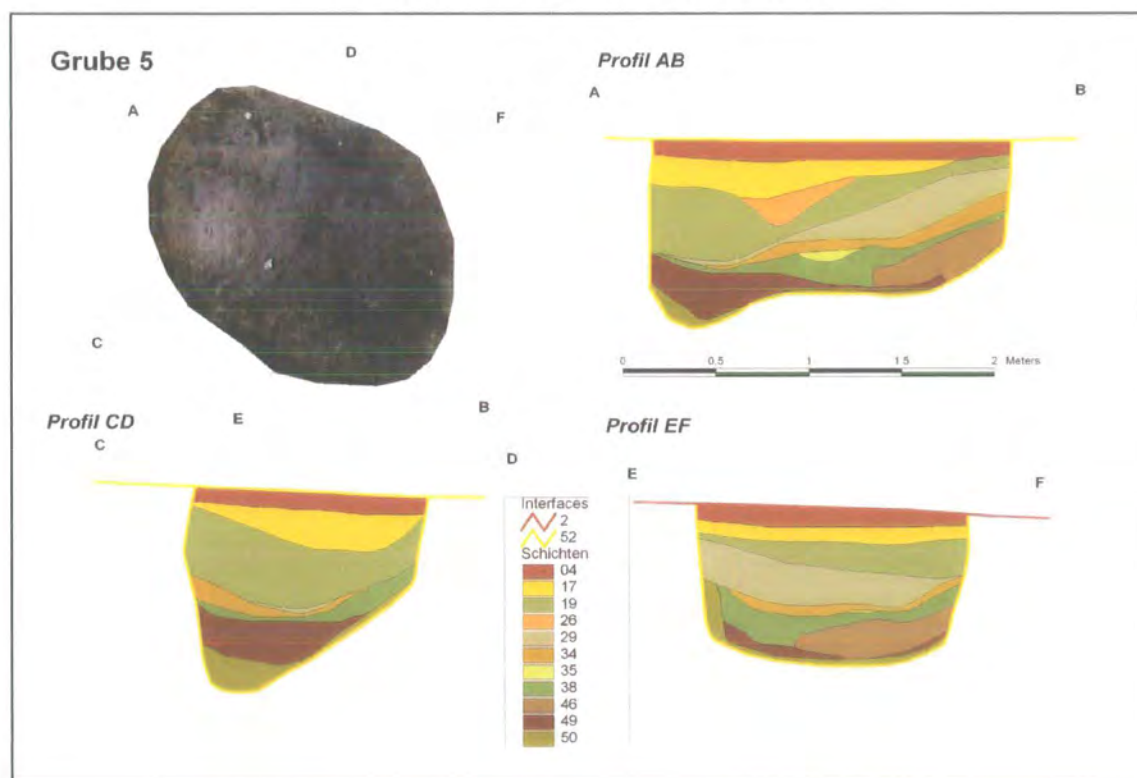 Grube 5
D
A
F
C
E
B
Profil AB
A
B
0 0.5 1 1.5 2 Meters
Profil CD
C
D
Interfaces
2
52
Schichten
04
17
19
26
29
34
35
38
46
49
50
Profil EF
E
F